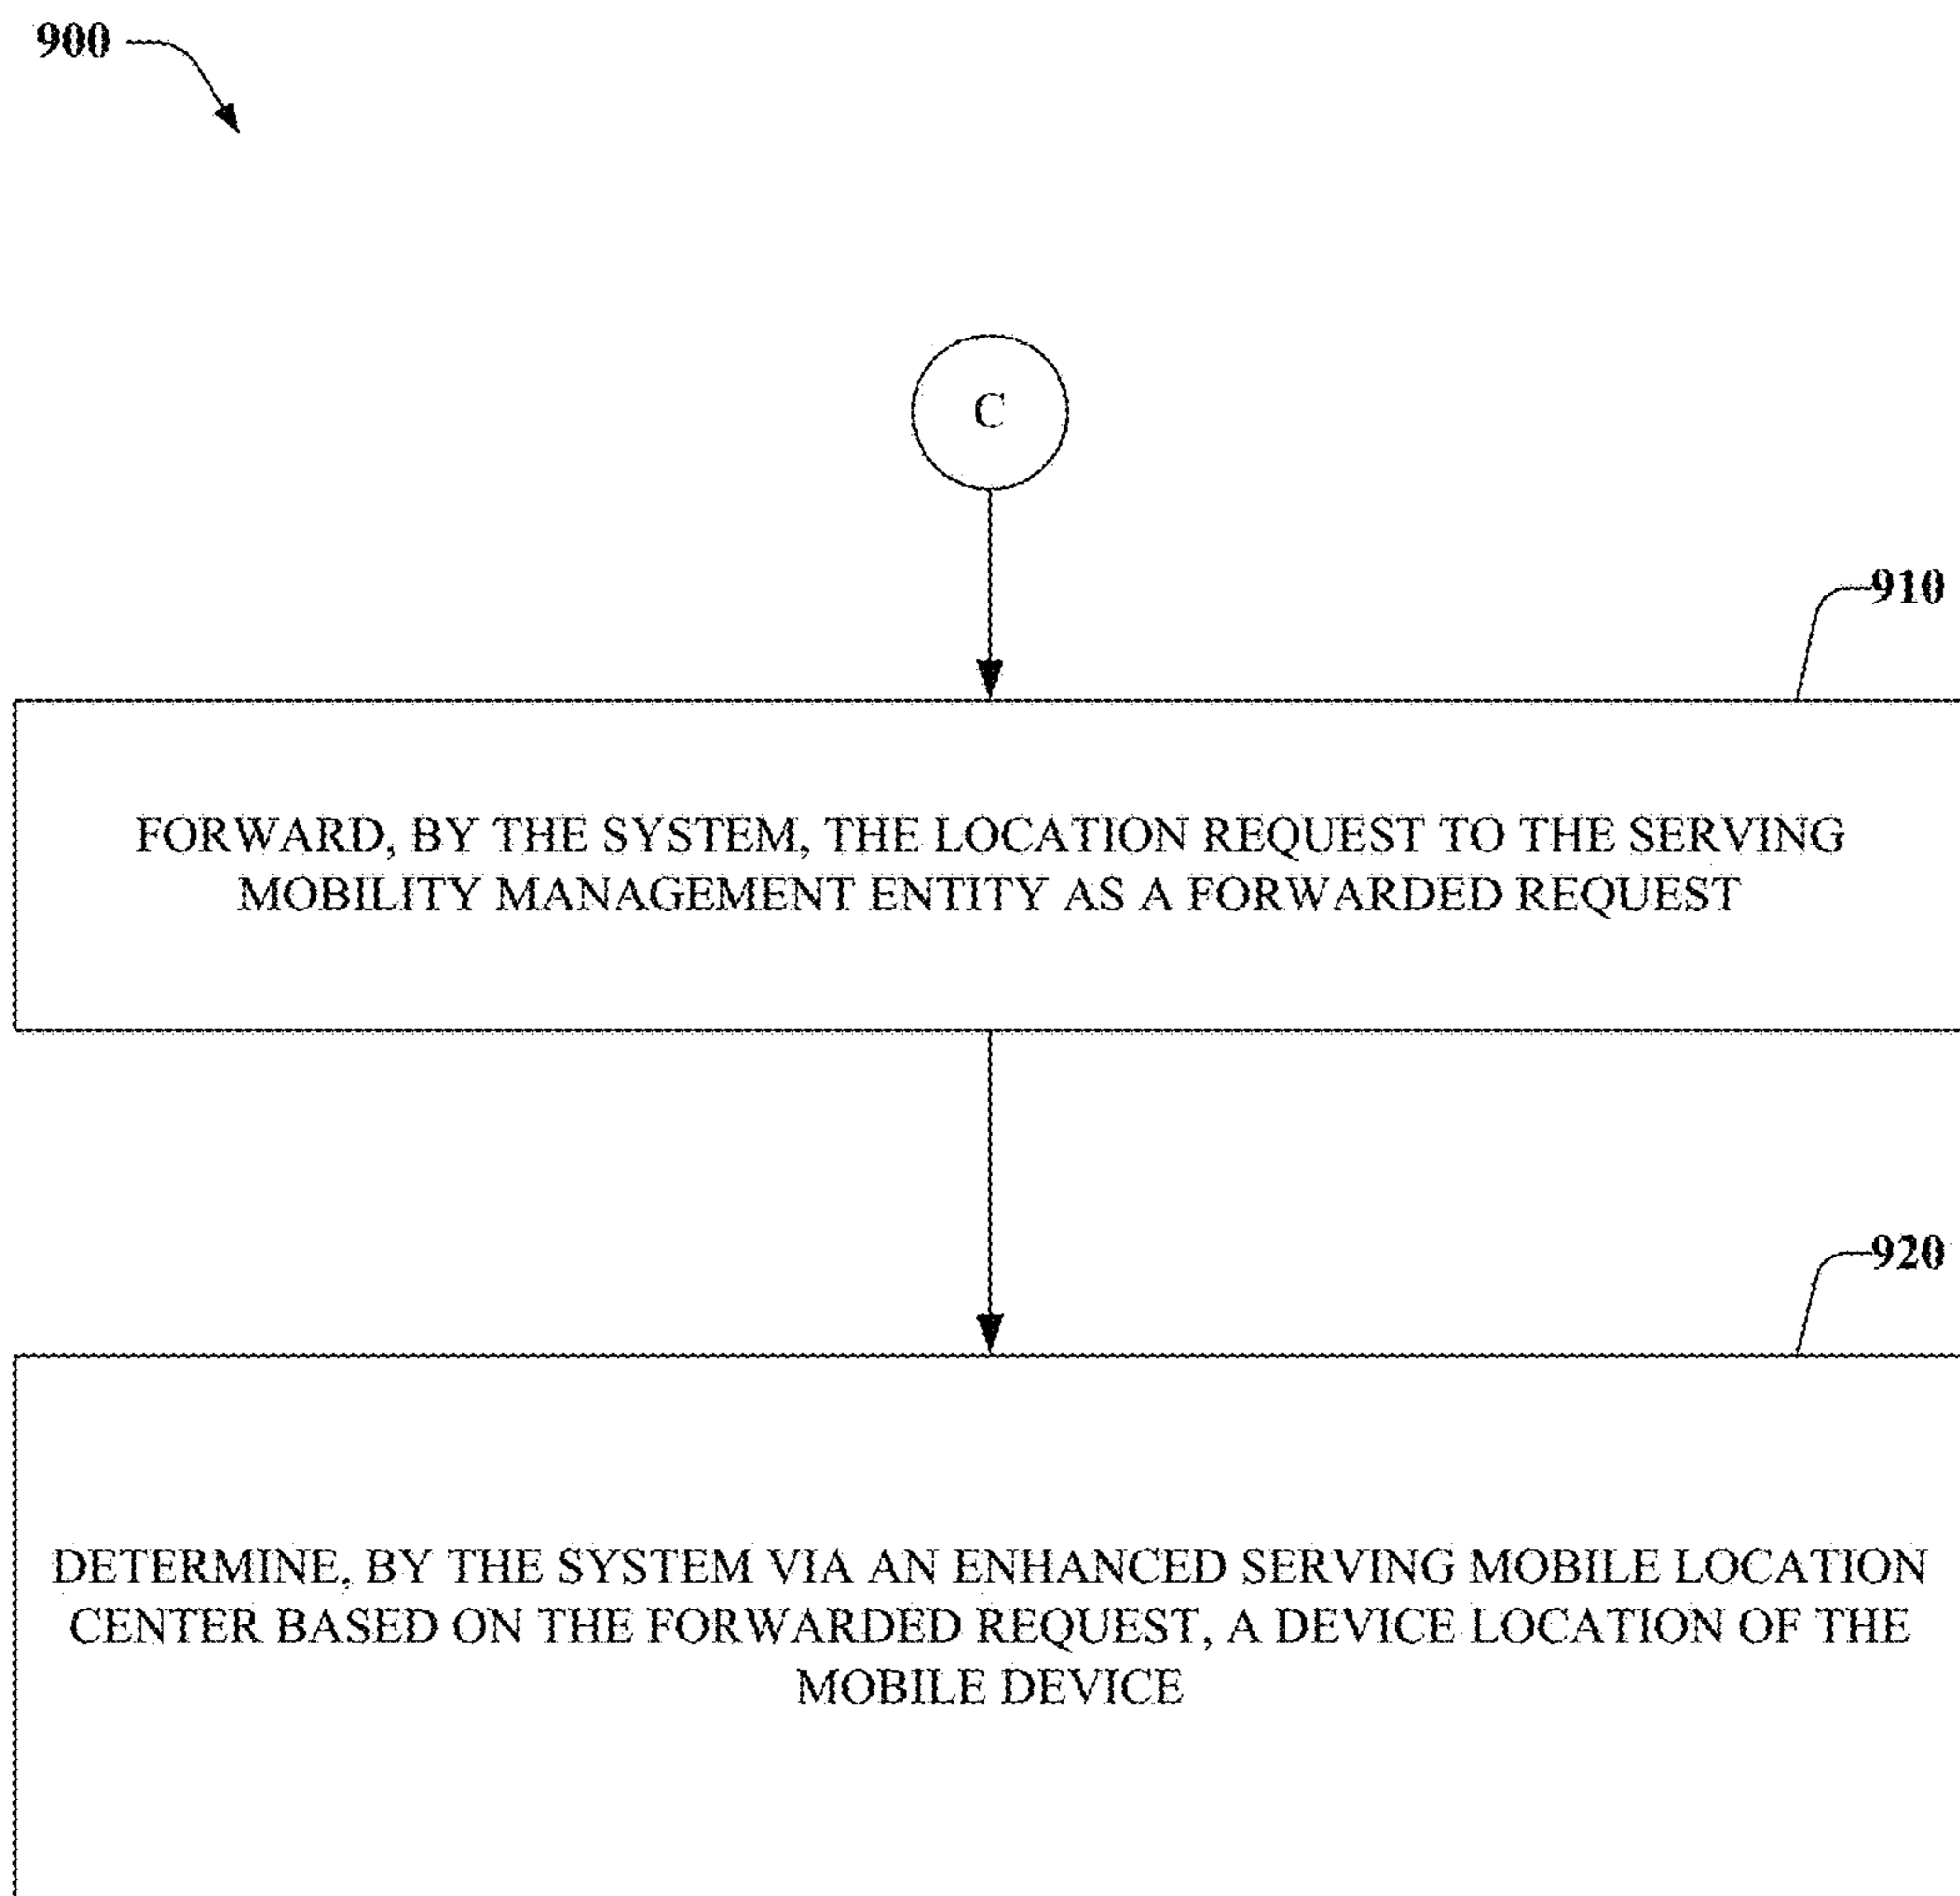 900
C
910
FORWARD, BY THE SYSTEM, THE LOCATION REQUEST TO THE SERVING
MOBILITY MANAGEMENT ENTITY AS A FORWARDED REQUEST
920
DETERMINE, BY THE SYSTEM VIA AN ENHANCED SERVING MOBILE LOCATION
CENTER BASED ON THE FORWARDED REQUEST, A DEVICE LOCATION OF THE
MOBILE DEVICE